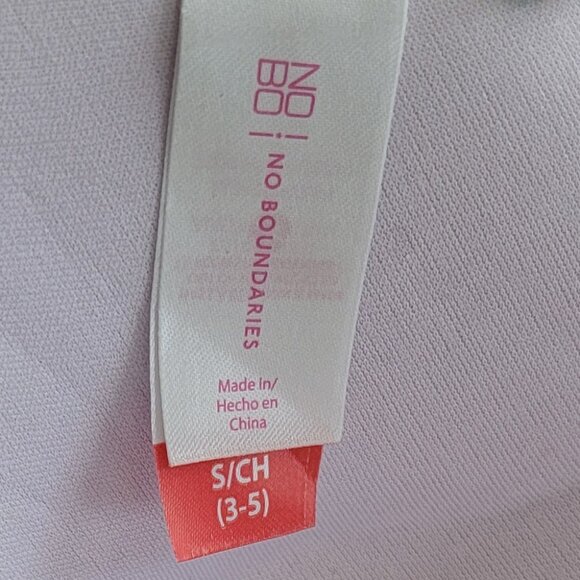 NO
BO
NO BOUNDARIES
Made In/
Hecho en
China
S/CH
(3-5)